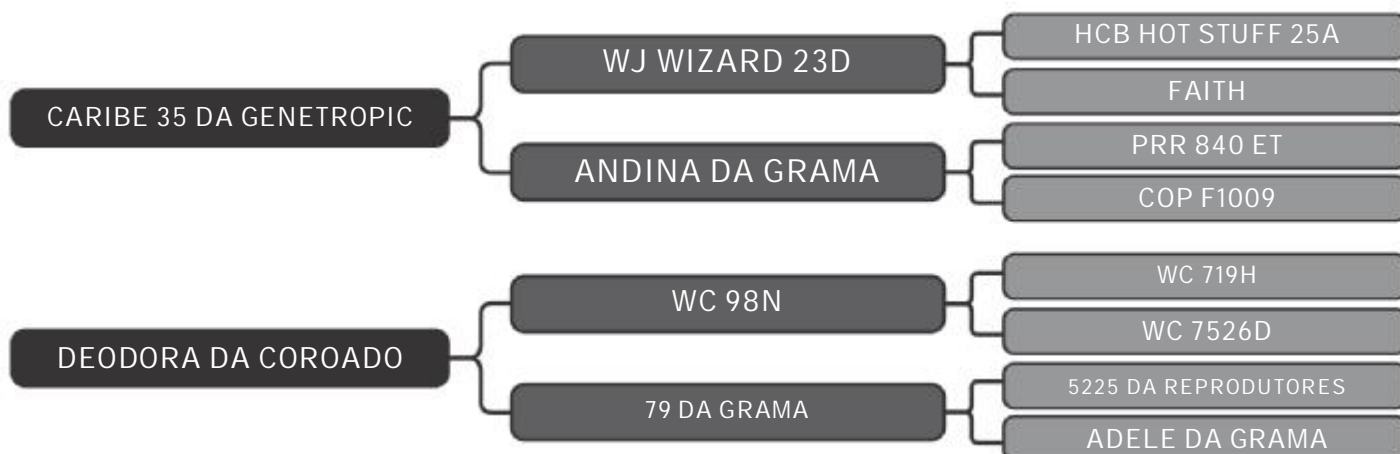 HCB HOT STUFF 25A
WJ WIZARD 23D
FAITH
CARIBE 35 DA GENETROPIC
PRR 840 ET
ANDINA DA GRAMA
COP F1009
WC 719H
WC 98N
WC 7526D
DEODORA DA COROADO
5225 DA REPRODUTORES
79 DA GRAMA
ADELE DA GRAMA